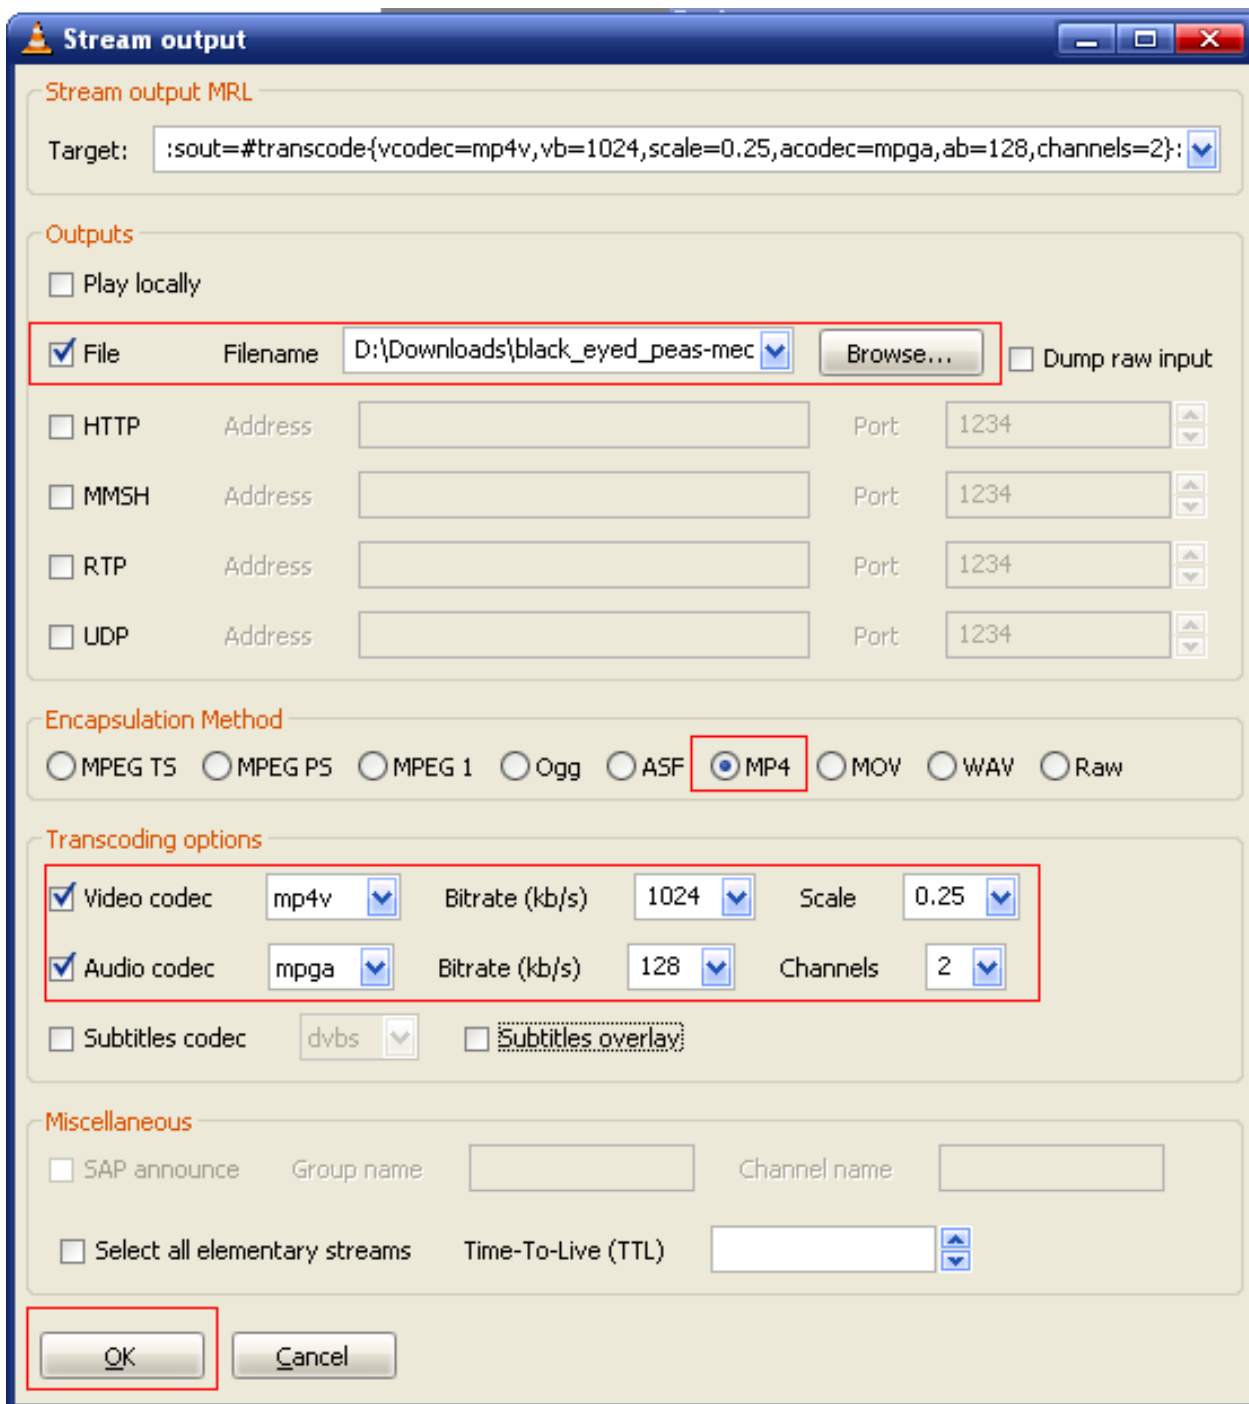 Stream output
Stream output MRL
Target: :sout=#transcode{vcodec=mp4v,vb=1024,scale=0.25,acodec=mpga,ab=128,channels=2}:
Outputs
Play locally
File Filename D:\Downloads\black_eyed_peas-mec Browse... Dump raw input
HTTP Address Port 1234
MMSH Address Port 1234
RTP Address Port 1234
UDP Address Port 1234
Encapsulation Method
MPEG TS MPEG PS MPEG 1 Ogg ASF MP4 MOV WAV Raw
Transcoding options
Video codec mp4v Bitrate (kb/s) 1024 Scale 0.25
Audio codec mpga Bitrate (kb/s) 128 Channels 2
Subtitles codec dvbs Subtitles overlay
Miscellaneous
SAP announce Group name Channel name
Select all elementary streams Time-To-Live (TTL)
OK Cancel